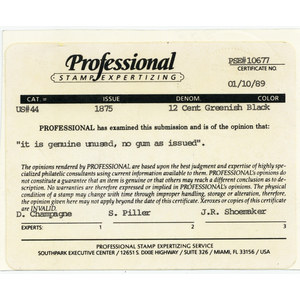 Professional
STAMP EXPERTIZING
PSE#10677
CERTIFICATE NO.
01/10/89
CAT. # ISSUE DENOM. COLOR
US#44 1875 12 Cent Greenish Black
PROFESSIONAL has examined this submission and is of the opinion that:
"it is genuine unused, no gum as issued".
The opinions rendered by PROFESSIONAL are based upon the best judgment and expertise of highly spe-
cialized philatelic consultants using current information available to them. PROFESSIONAL'S opinions do
not constitute a guarantee that an item is genuine or that others may reach a different conclusion as to de-
scription. No warranties are therefore expressed or implied in PROFESSIONAL'S opinions. The physical
condition of a stamp may change with time or through intentional alteration, therefore, the
opinion given here may not apply beyond the date of this certificate. Xerox copies of this certificate
are INVALID.
D. Champagne S. Piller J.R. Shoemaker
EXPERTS: 1 2 3
PROFESSIONAL STAMP EXPERTIZING SERVICE
SOUTHPARK EXECUTIVE CENTER / 12651 S. DIXIE HIGHWAY / SUITE 326 / MIAMI, FL 33156 / USA